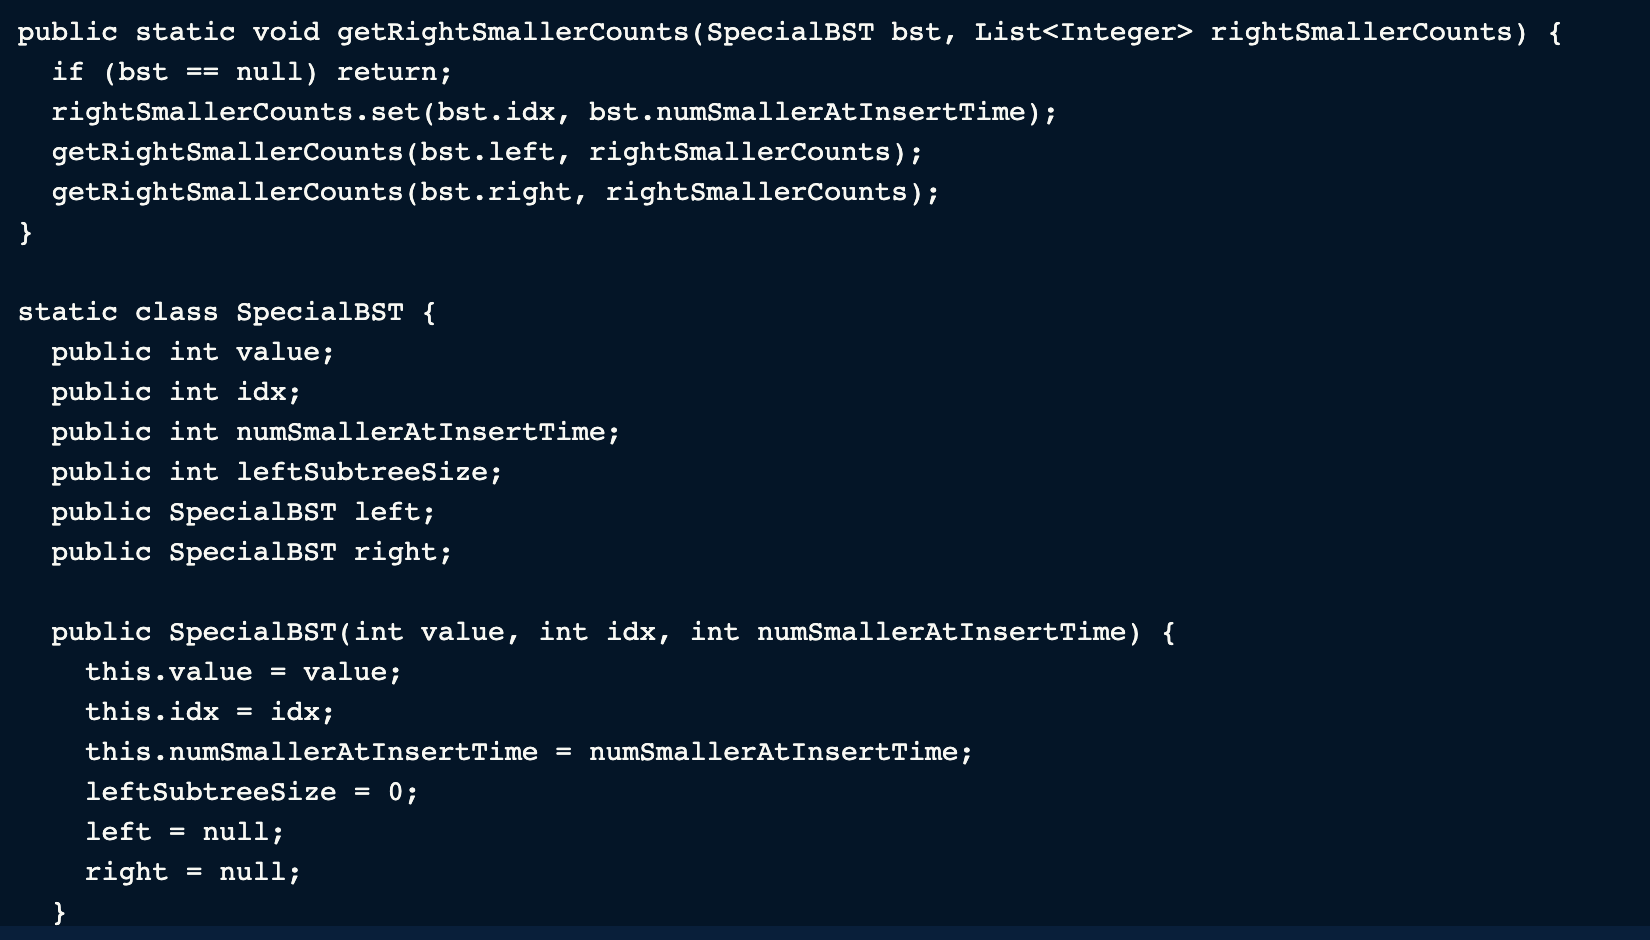 public static void getRightSmallerCounts(SpecialBST bst, List<Integer> rightSmallerCounts) {
  if (bst == null) return;
  rightSmallerCounts.set(bst.idx, bst.numSmallerAtInsertTime);
  getRightSmallerCounts(bst.left, rightSmallerCounts);
  getRightSmallerCounts(bst.right, rightSmallerCounts);
}

static class SpecialBST {
  public int value;
  public int idx;
  public int numSmallerAtInsertTime;
  public int leftSubtreeSize;
  public SpecialBST left;
  public SpecialBST right;

  public SpecialBST(int value, int idx, int numSmallerAtInsertTime) {
    this.value = value;
    this.idx = idx;
    this.numSmallerAtInsertTime = numSmallerAtInsertTime;
    leftSubtreeSize = 0;
    left = null;
    right = null;
  }